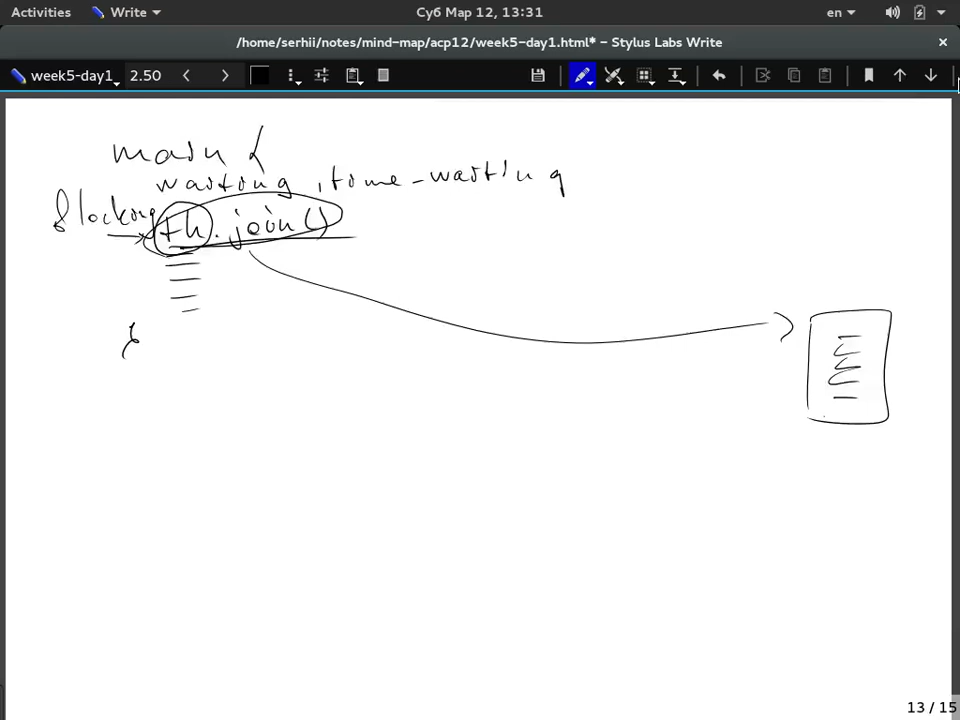 Activities Write Суб Мар 12, 13:31 en
/home/serhii/notes/mind-map/acp12/week5-day1.html* – Stylus Labs Write
week5-day1 2.50
main {
waiting, time-waiting
Blocking th.join()
}
13 / 15